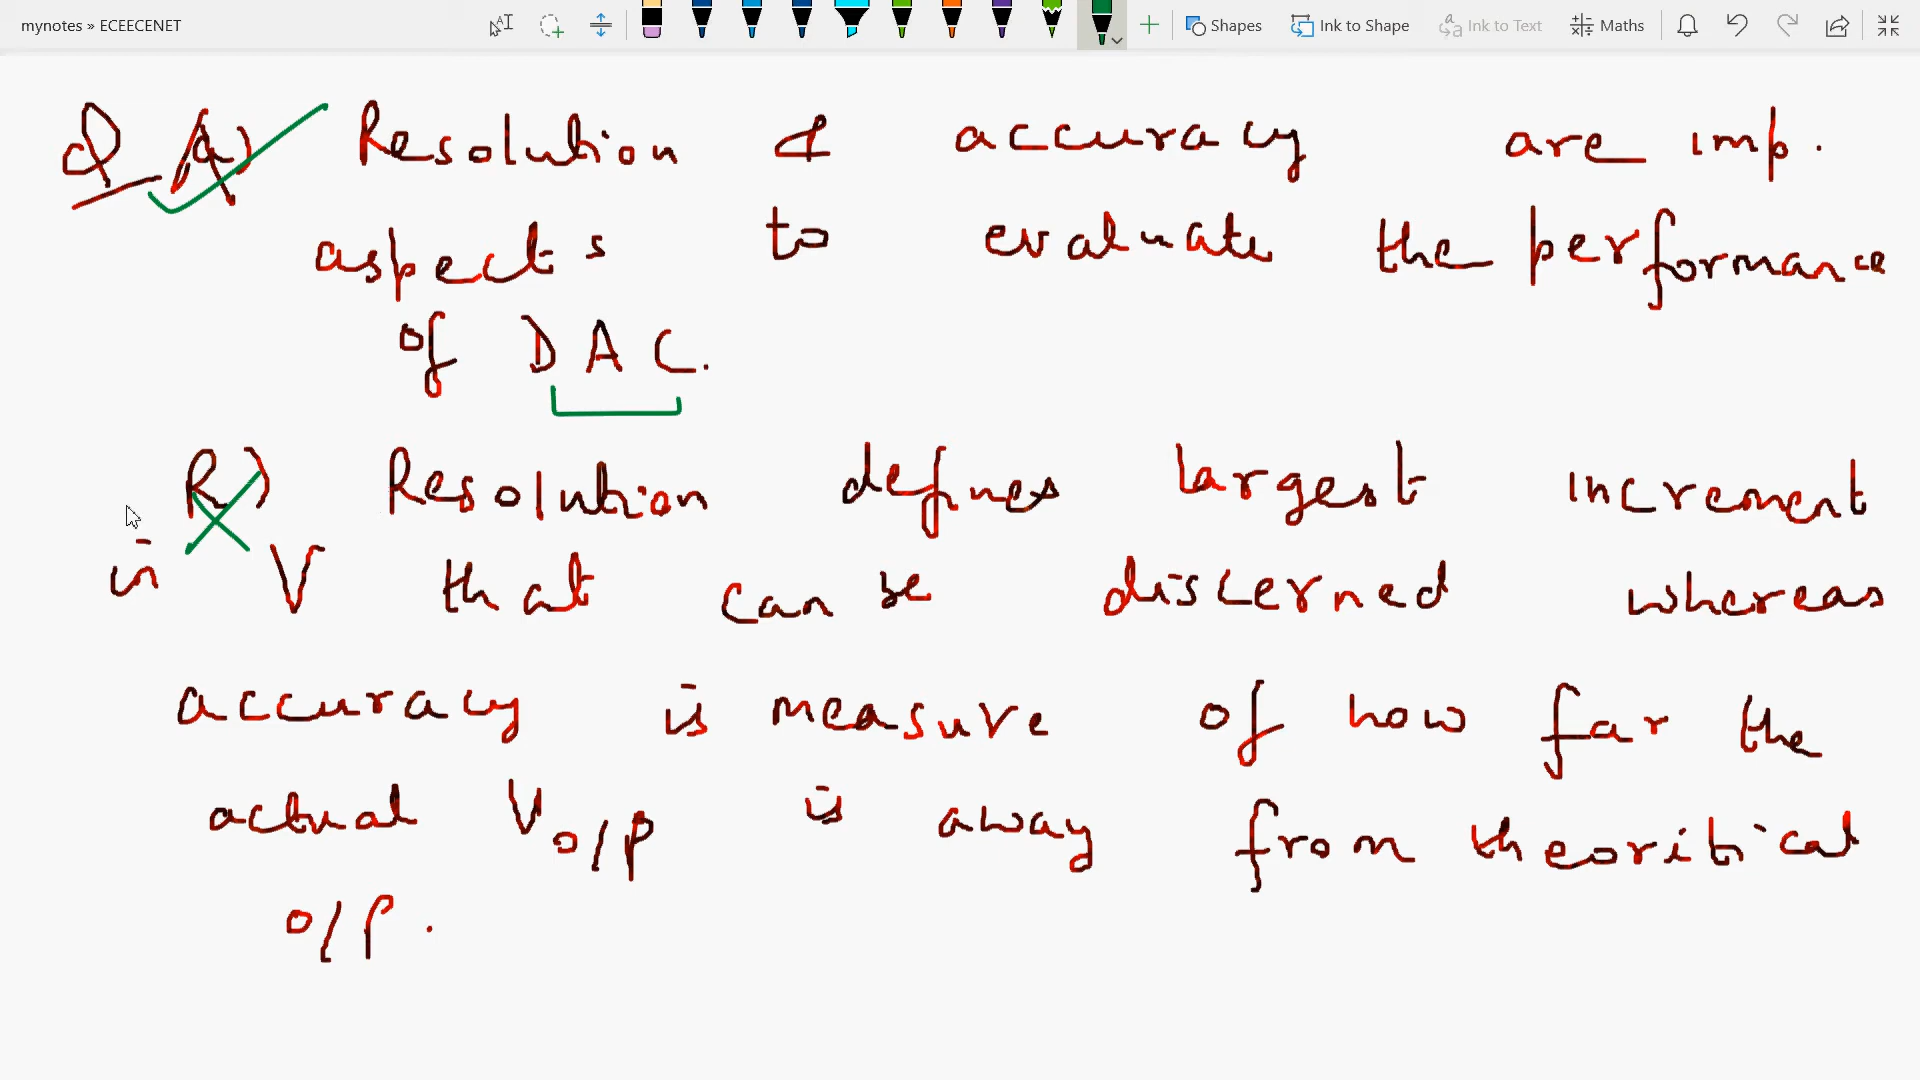 mynotes » ECEECENET
Shapes Ink to Shape Ink to Text Maths
Q A) Resolution & accuracy are imp.
aspects to evaluate the performance
of DAC.
R) Resolution defines largest increment
in V that can be discerned whereas
accuracy is measure of how far the
actual V o/p is away from theoritical
o/p.